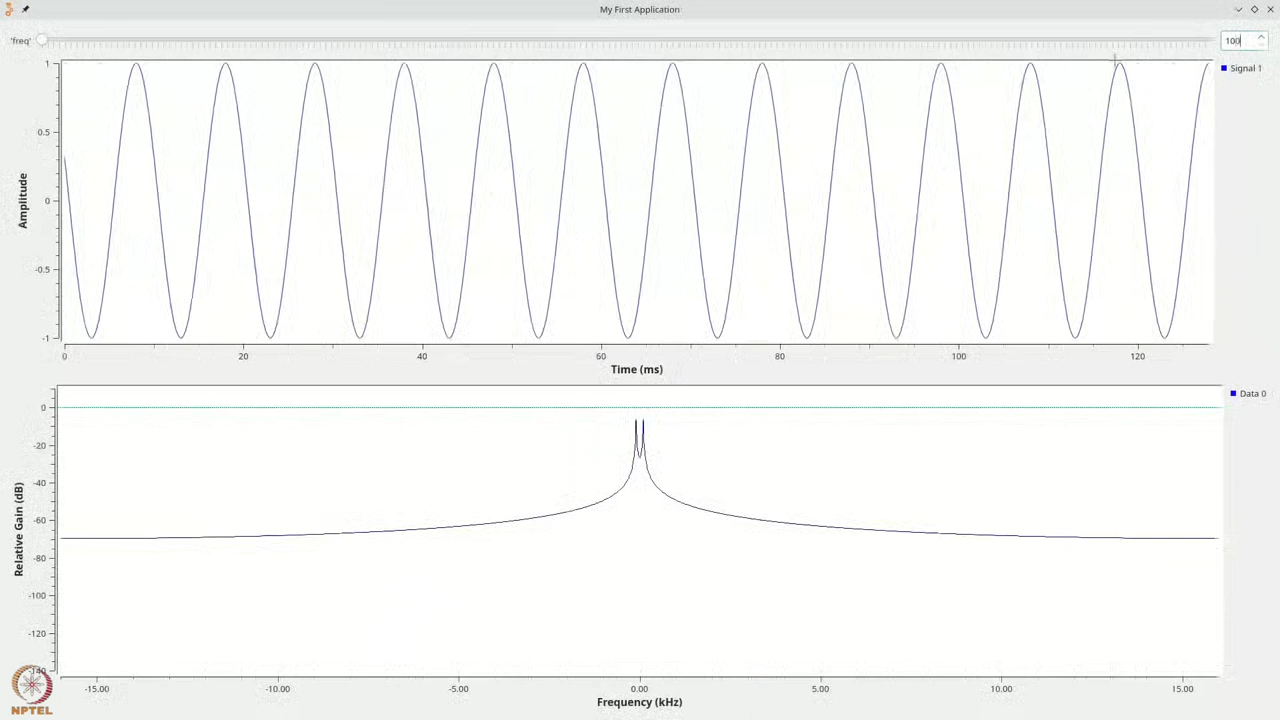 My First Application
'freq'
100
Signal 1
1
0.5
0
-0.5
-1
Amplitude
0 20 40 60 80 100 120
Time (ms)
Data 0
0
-20
-40
-60
-80
-100
-120
-140
Relative Gain (dB)
-15.00 -10.00 -5.00 0.00 5.00 10.00 15.00
Frequency (kHz)
NPTEL